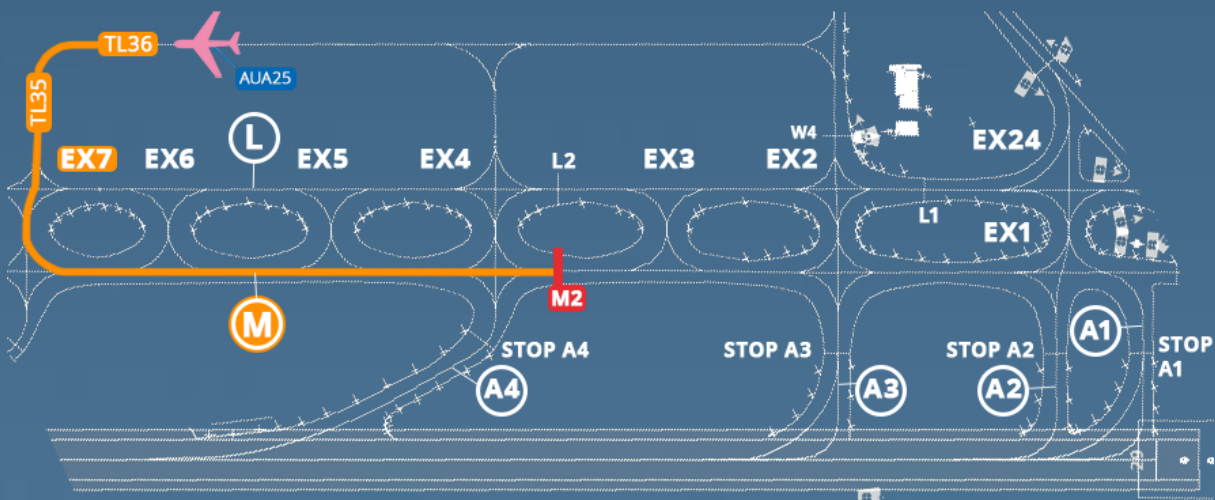 TL36
AUA25
TL35
L
W4
EX24
EX7
EX6
EX5
EX4
L2
EX3
EX2
L1
EX1
M2
M
A1
STOP A4
STOP A3
STOP A2
STOP
A1
A4
A3
A2
29